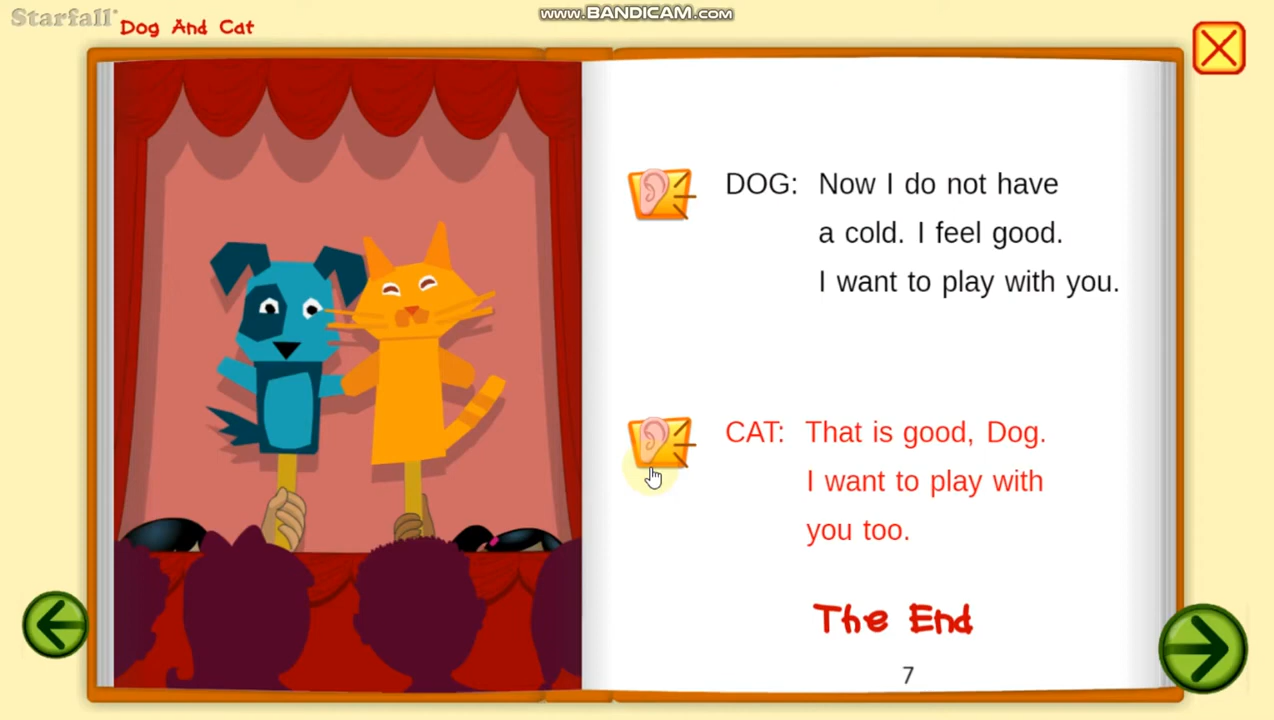 www.BANDICAM.com
Starfall
Dog And Cat
DOG: Now I do not have
a cold. I feel good.
I want to play with you.
CAT: That is good, Dog.
I want to play with
you too.
The End
7